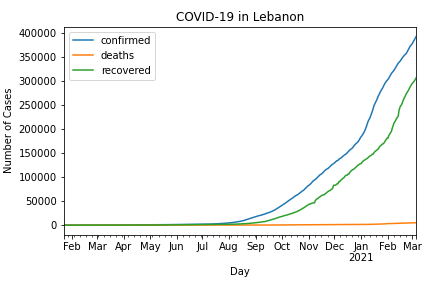 COVID-19 in Lebanon
confirmed
deaths
recovered
400000
350000
300000
250000
200000
150000
100000
50000
0
Number of Cases
Feb Mar Apr May Jun Jul Aug Sep Oct Nov Dec Jan Feb Mar
2021
Day